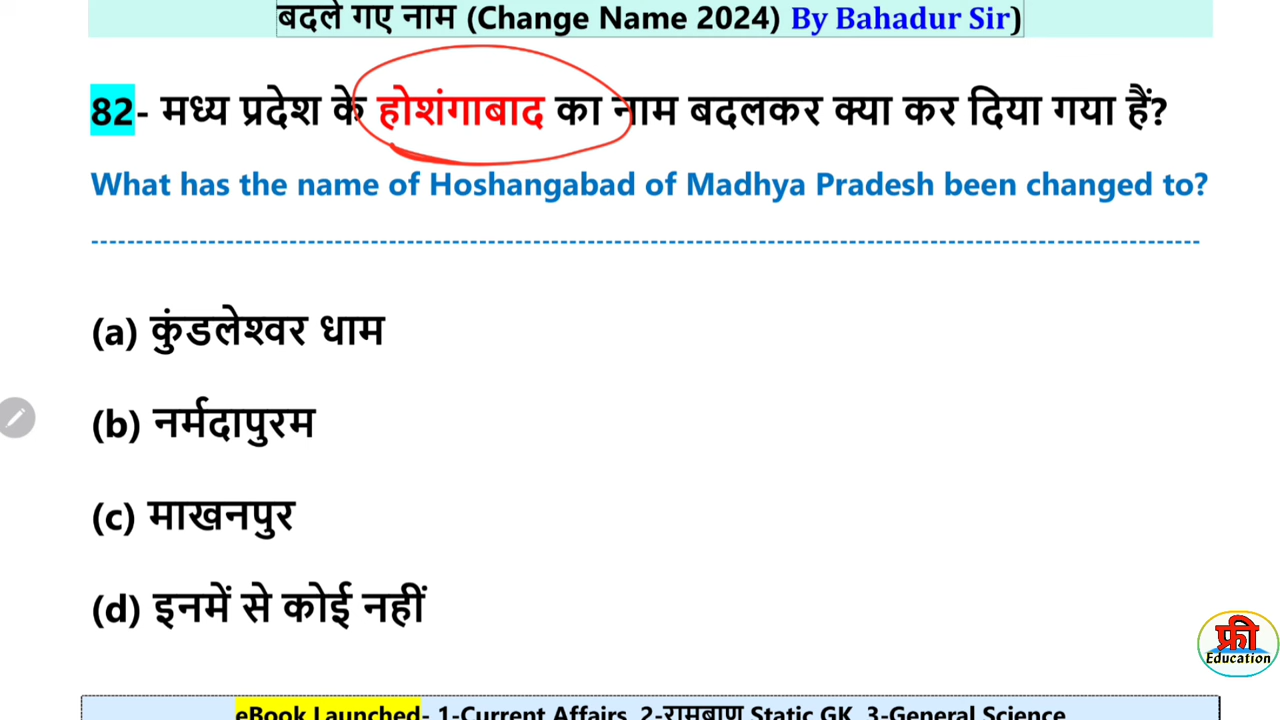 बदले गए नाम (Change Name 2024) By Bahadur Sir)
82- मध्य प्रदेश के होशंगाबाद का नाम बदलकर क्या कर दिया गया हैं?
What has the name of Hoshangabad of Madhya Pradesh been changed to?
(a) कुंडलेश्वर धाम
(b) नर्मदापुरम
(c) माखनपुर
(d) इनमें से कोई नहीं
फ्री
Education
eBook Launched- 1-Current Affairs, 2-रामबाण Static GK, 3-General Science